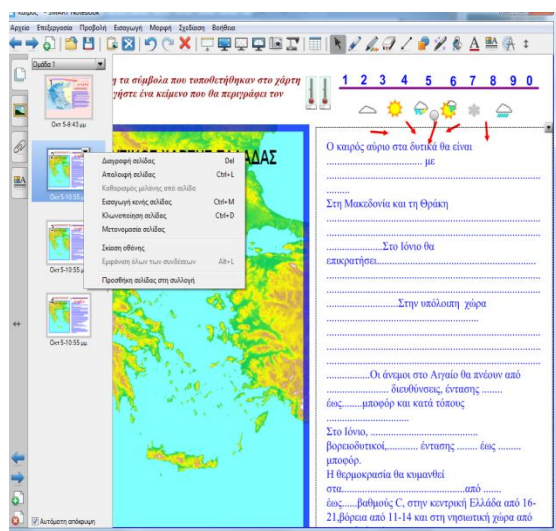 καιρός - SMART Notebook
Αρχείο Επεξεργασία Προβολή Εισαγωγή Μορφή Σχεδίαση Βοήθεια
Ομάδα 1
η τα σύμβολα που τοποθετήθηκαν στο χάρτη
γήστε ένα κείμενο που θα περιγράφει τον
1 2 3 4 5 6 7 8 9 0
Οκτ 5-9:43 μμ
Οκτ 5-10:55 μμ
Οκτ 5-10:55 μμ
Οκτ 5-10:55 μμ
Διαγραφή σελίδας Del
Απαλοιφή σελίδας Ctrl+L
Καθαρισμός μελάνης από σελίδα
Εισαγωγή κενής σελίδας Ctrl+M
Κλωνοποίηση σελίδας Ctrl+D
Μετονομασία σελίδας
Σκίαση οθόνης
Εμφάνιση όλων των συνδέσεων Alt+L
Προσθήκη σελίδας στη συλλογή
ΛΑΔΑΣ
Ο καιρός αύριο στα δυτικά θα είναι
............................ με
..............................................................
.........
Στη Μακεδονία και τη Θράκη
..............................................................
......................Στο Ιόνιο θα
επικρατήσει..............................................
..............................................................
............................Στην υπόλοιπη χώρα
............................................
..............................................................
..............................................................
.................Οι άνεμοι στο Αιγαίο θα πνέουν από
........................ διευθύνσεις, έντασης ........
έως........μποφόρ και κατά τόπους
................................
Στο Ιόνιο, ................................
βορειοδυτικοί,............ έντασης ........ έως .........
μποφόρ.
Η θερμοκρασία θα κυμανθεί
στα.....................................από .......
έως......βαθμούς C, στην κεντρική Ελλάδα από 16-
21,βόρεια από 11-14 και στη νησιωτική χώρα από
Αυτόματη απόκρυψη